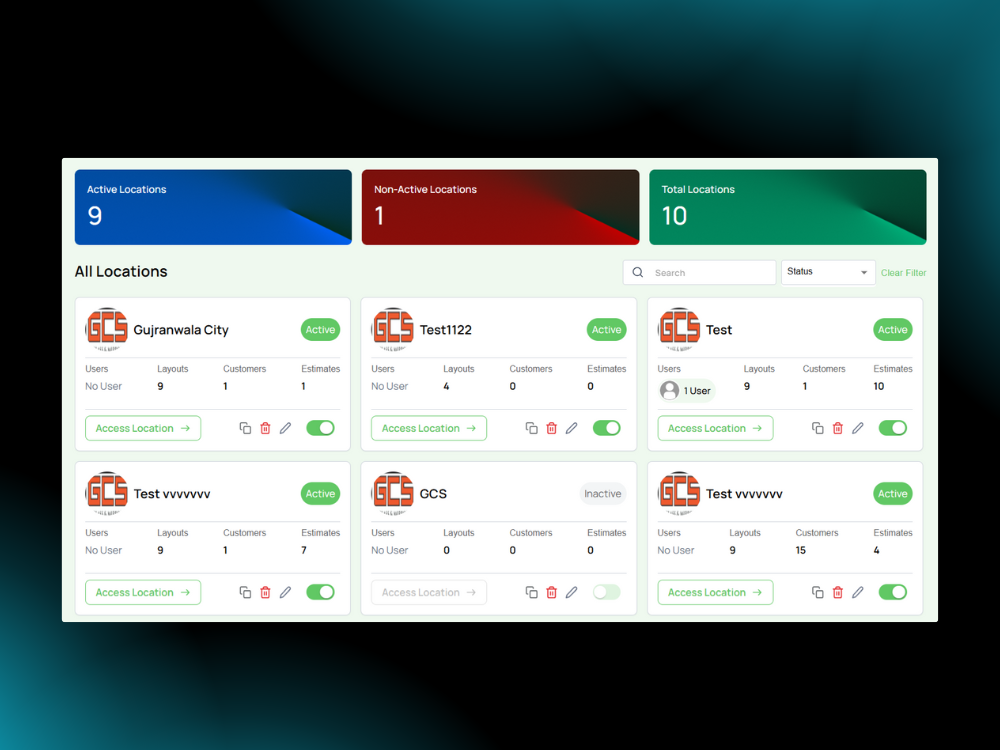 Active Locations Non-Active Locations Total Locations
9 1 10
All Locations Search Status Clear Filter
GCS Gujranwala City Active GCS Test1122 Active GCS Test Active
Users Layouts Customers Estimates Users Layouts Customers Estimates Users Layouts Customers Estimates
No User 9 1 1 No User 4 0 0 1 User 9 1 10
Access Location → Access Location → Access Location →
GCS Test vvvvvvv Active GCS GCS Inactive GCS Test vvvvvvv Active
Users Layouts Customers Estimates Users Layouts Customers Estimates Users Layouts Customers Estimates
No User 9 1 7 No User 0 0 0 No User 9 15 4
Access Location → Access Location → Access Location →